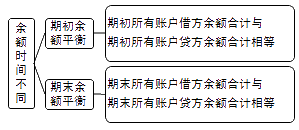 余额时间不同
期初余
额平衡
期初所有账户借方余额合计与
期初所有账户贷方余额合计相等
期末余
额平衡
期末所有账户借方余额合计与
期末所有账户贷方余额合计相等